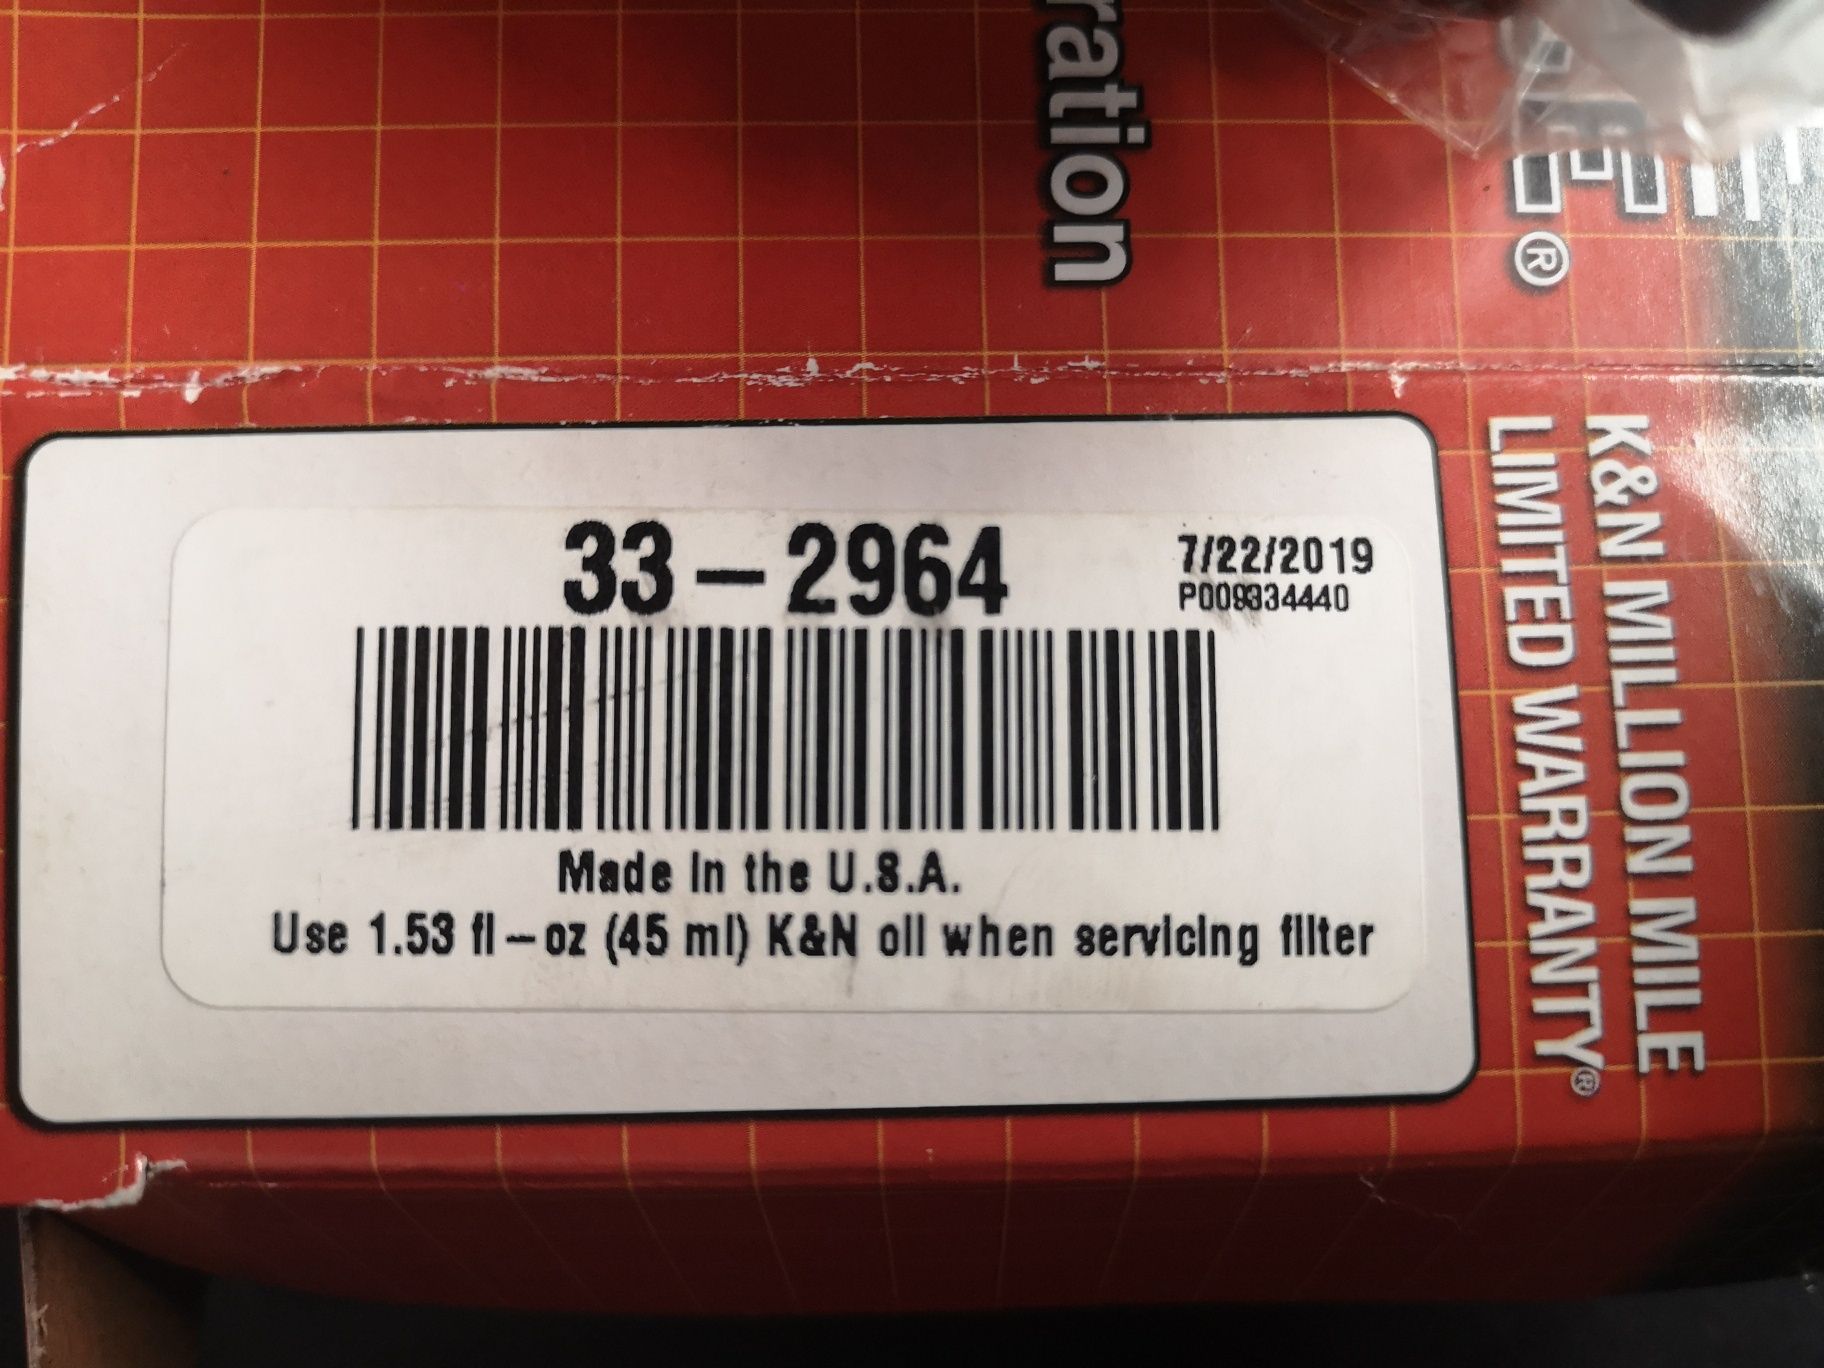 ration
®
33-2964
7/22/2019
P009334440
Made in the U.S.A.
Use 1.53 fl-oz (45 ml) K&N oil when servicing filter
K&N MILLION MILE
LIMITED WARRANTY®